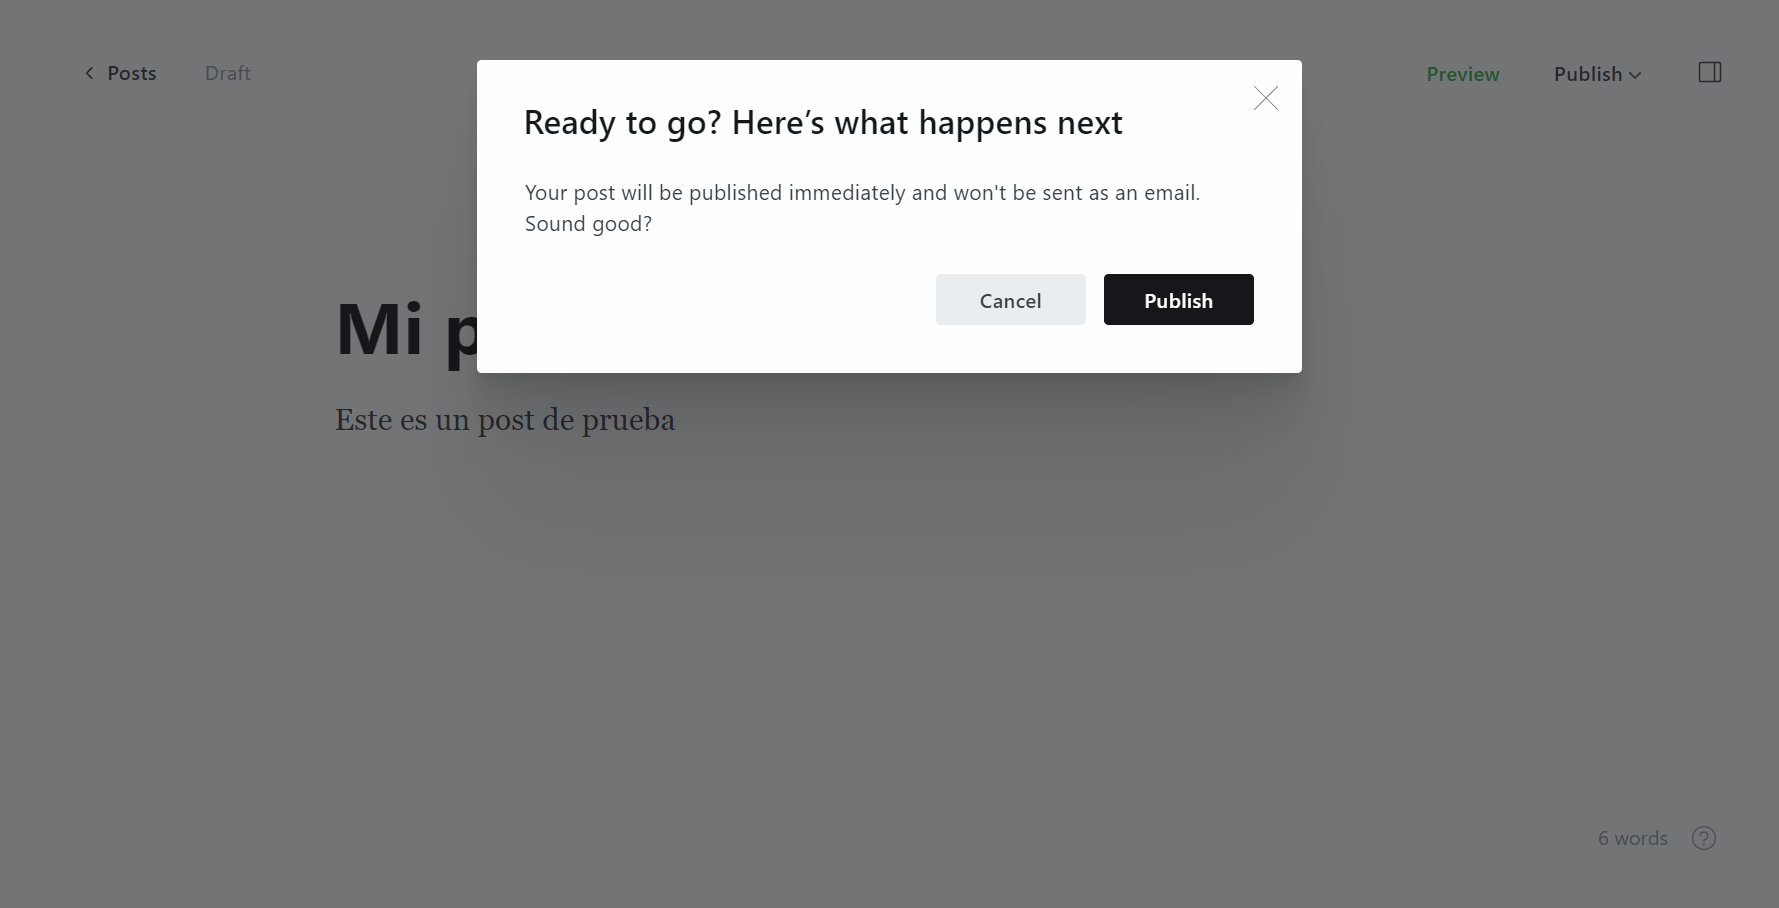 Posts
Draft
Preview
Publish
Ready to go? Here’s what happens next
Your post will be published immediately and won't be sent as an email.
Sound good?
Cancel
Publish
Mi
Este es un post de prueba
6 words
?